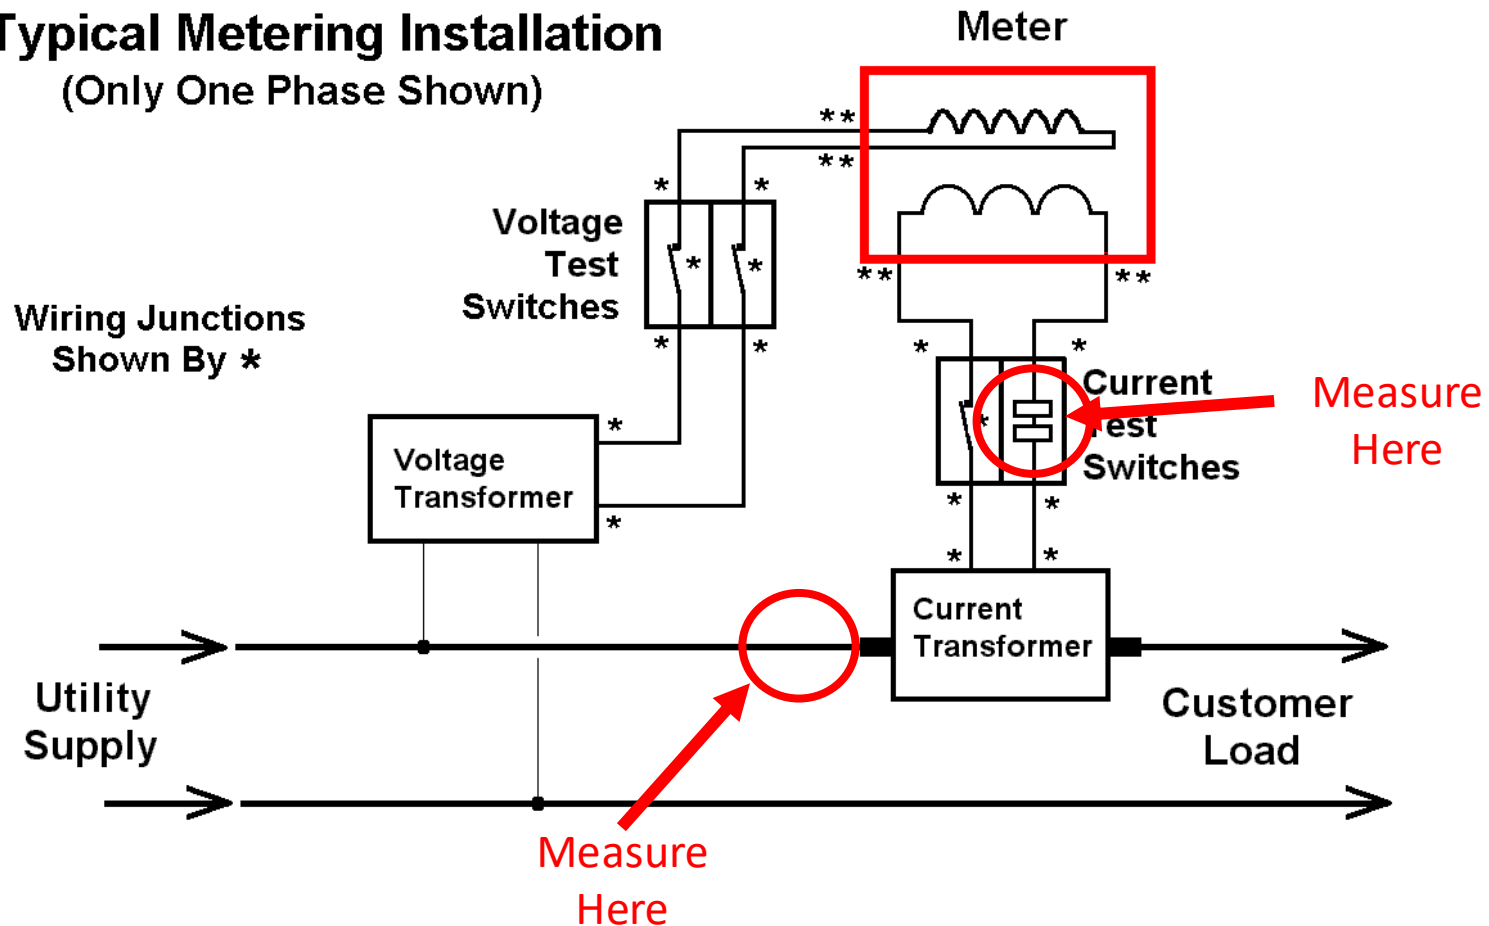 Typical Metering Installation
(Only One Phase Shown)
Meter
**
**
*
*
Voltage
Test
Switches
*
*
**
**
Wiring Junctions
Shown By *
*
*
*
*
Current
Test
Switches
*
Measure
Here
*
Voltage
Transformer
*
*
*
*
*
Current
Transformer
Utility
Supply
Customer
Load
Measure
Here